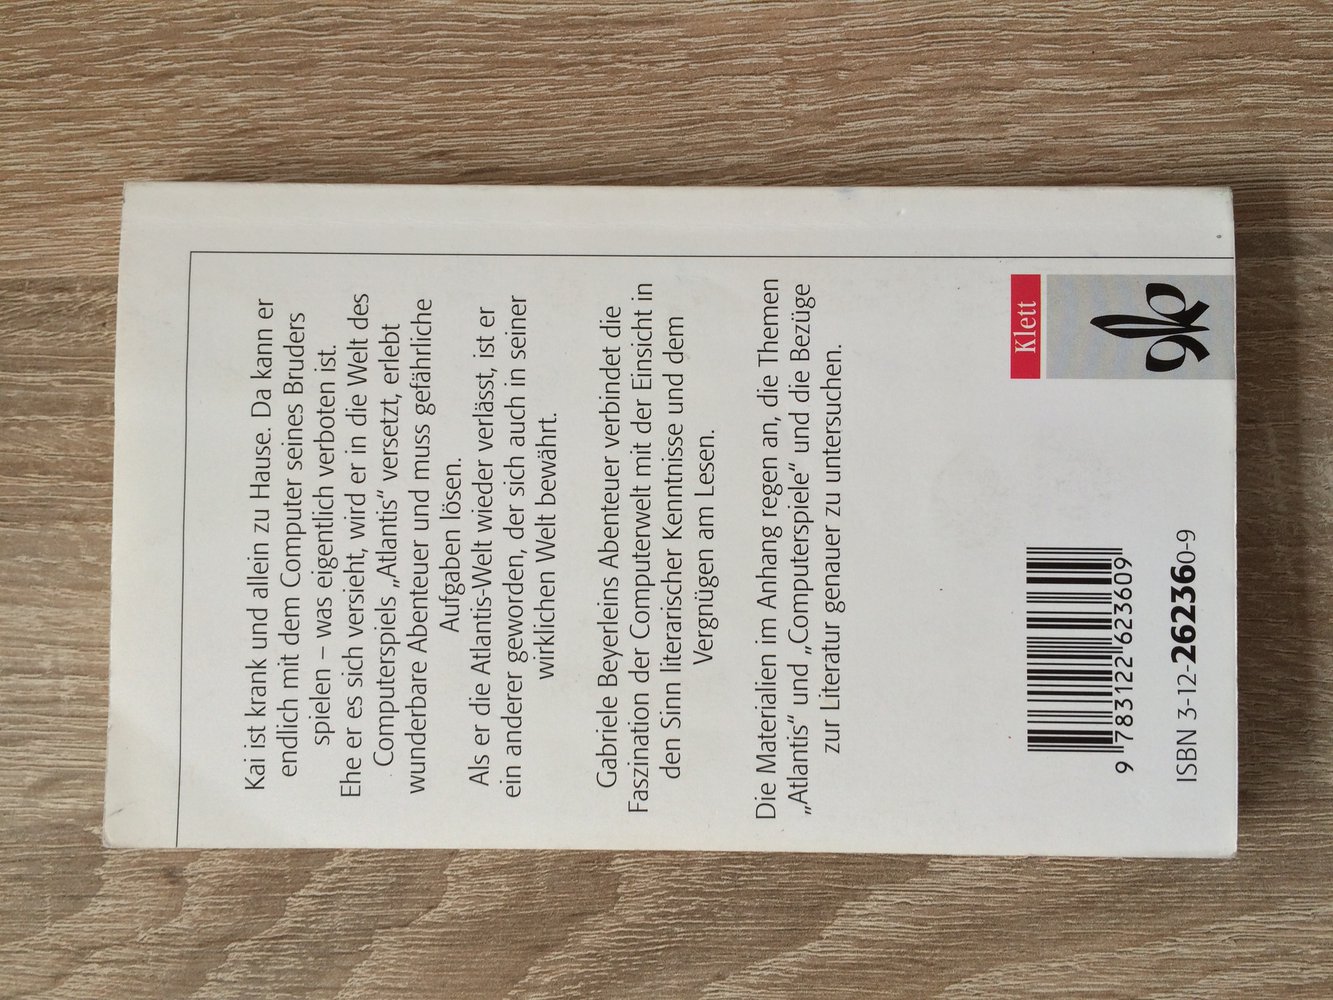 Kai ist krank und allein zu Hause. Da kann er
endlich mit dem Computer seines Bruders
spielen – was eigentlich verboten ist.
Ehe er es sich versieht, wird er in die Welt des
Computerspiels „Atlantis“ versetzt, erlebt
wunderbare Abenteuer und muss gefährliche
Aufgaben lösen.
Als er die Atlantis-Welt wieder verlässt, ist er
ein anderer geworden, der sich auch in seiner
wirklichen Welt bewährt.
Gabriele Beyerleins Abenteuer verbindet die
Faszination der Computerwelt mit der Einsicht in
den Sinn literarischer Kenntnisse und dem
Vergnügen am Lesen.
Die Materialien im Anhang regen an, die Themen
„Atlantis“ und „Computerspiele“ und die Bezüge
zur Literatur genauer zu untersuchen.
Klett
9 783122 623609
ISBN 3-12-262360-9